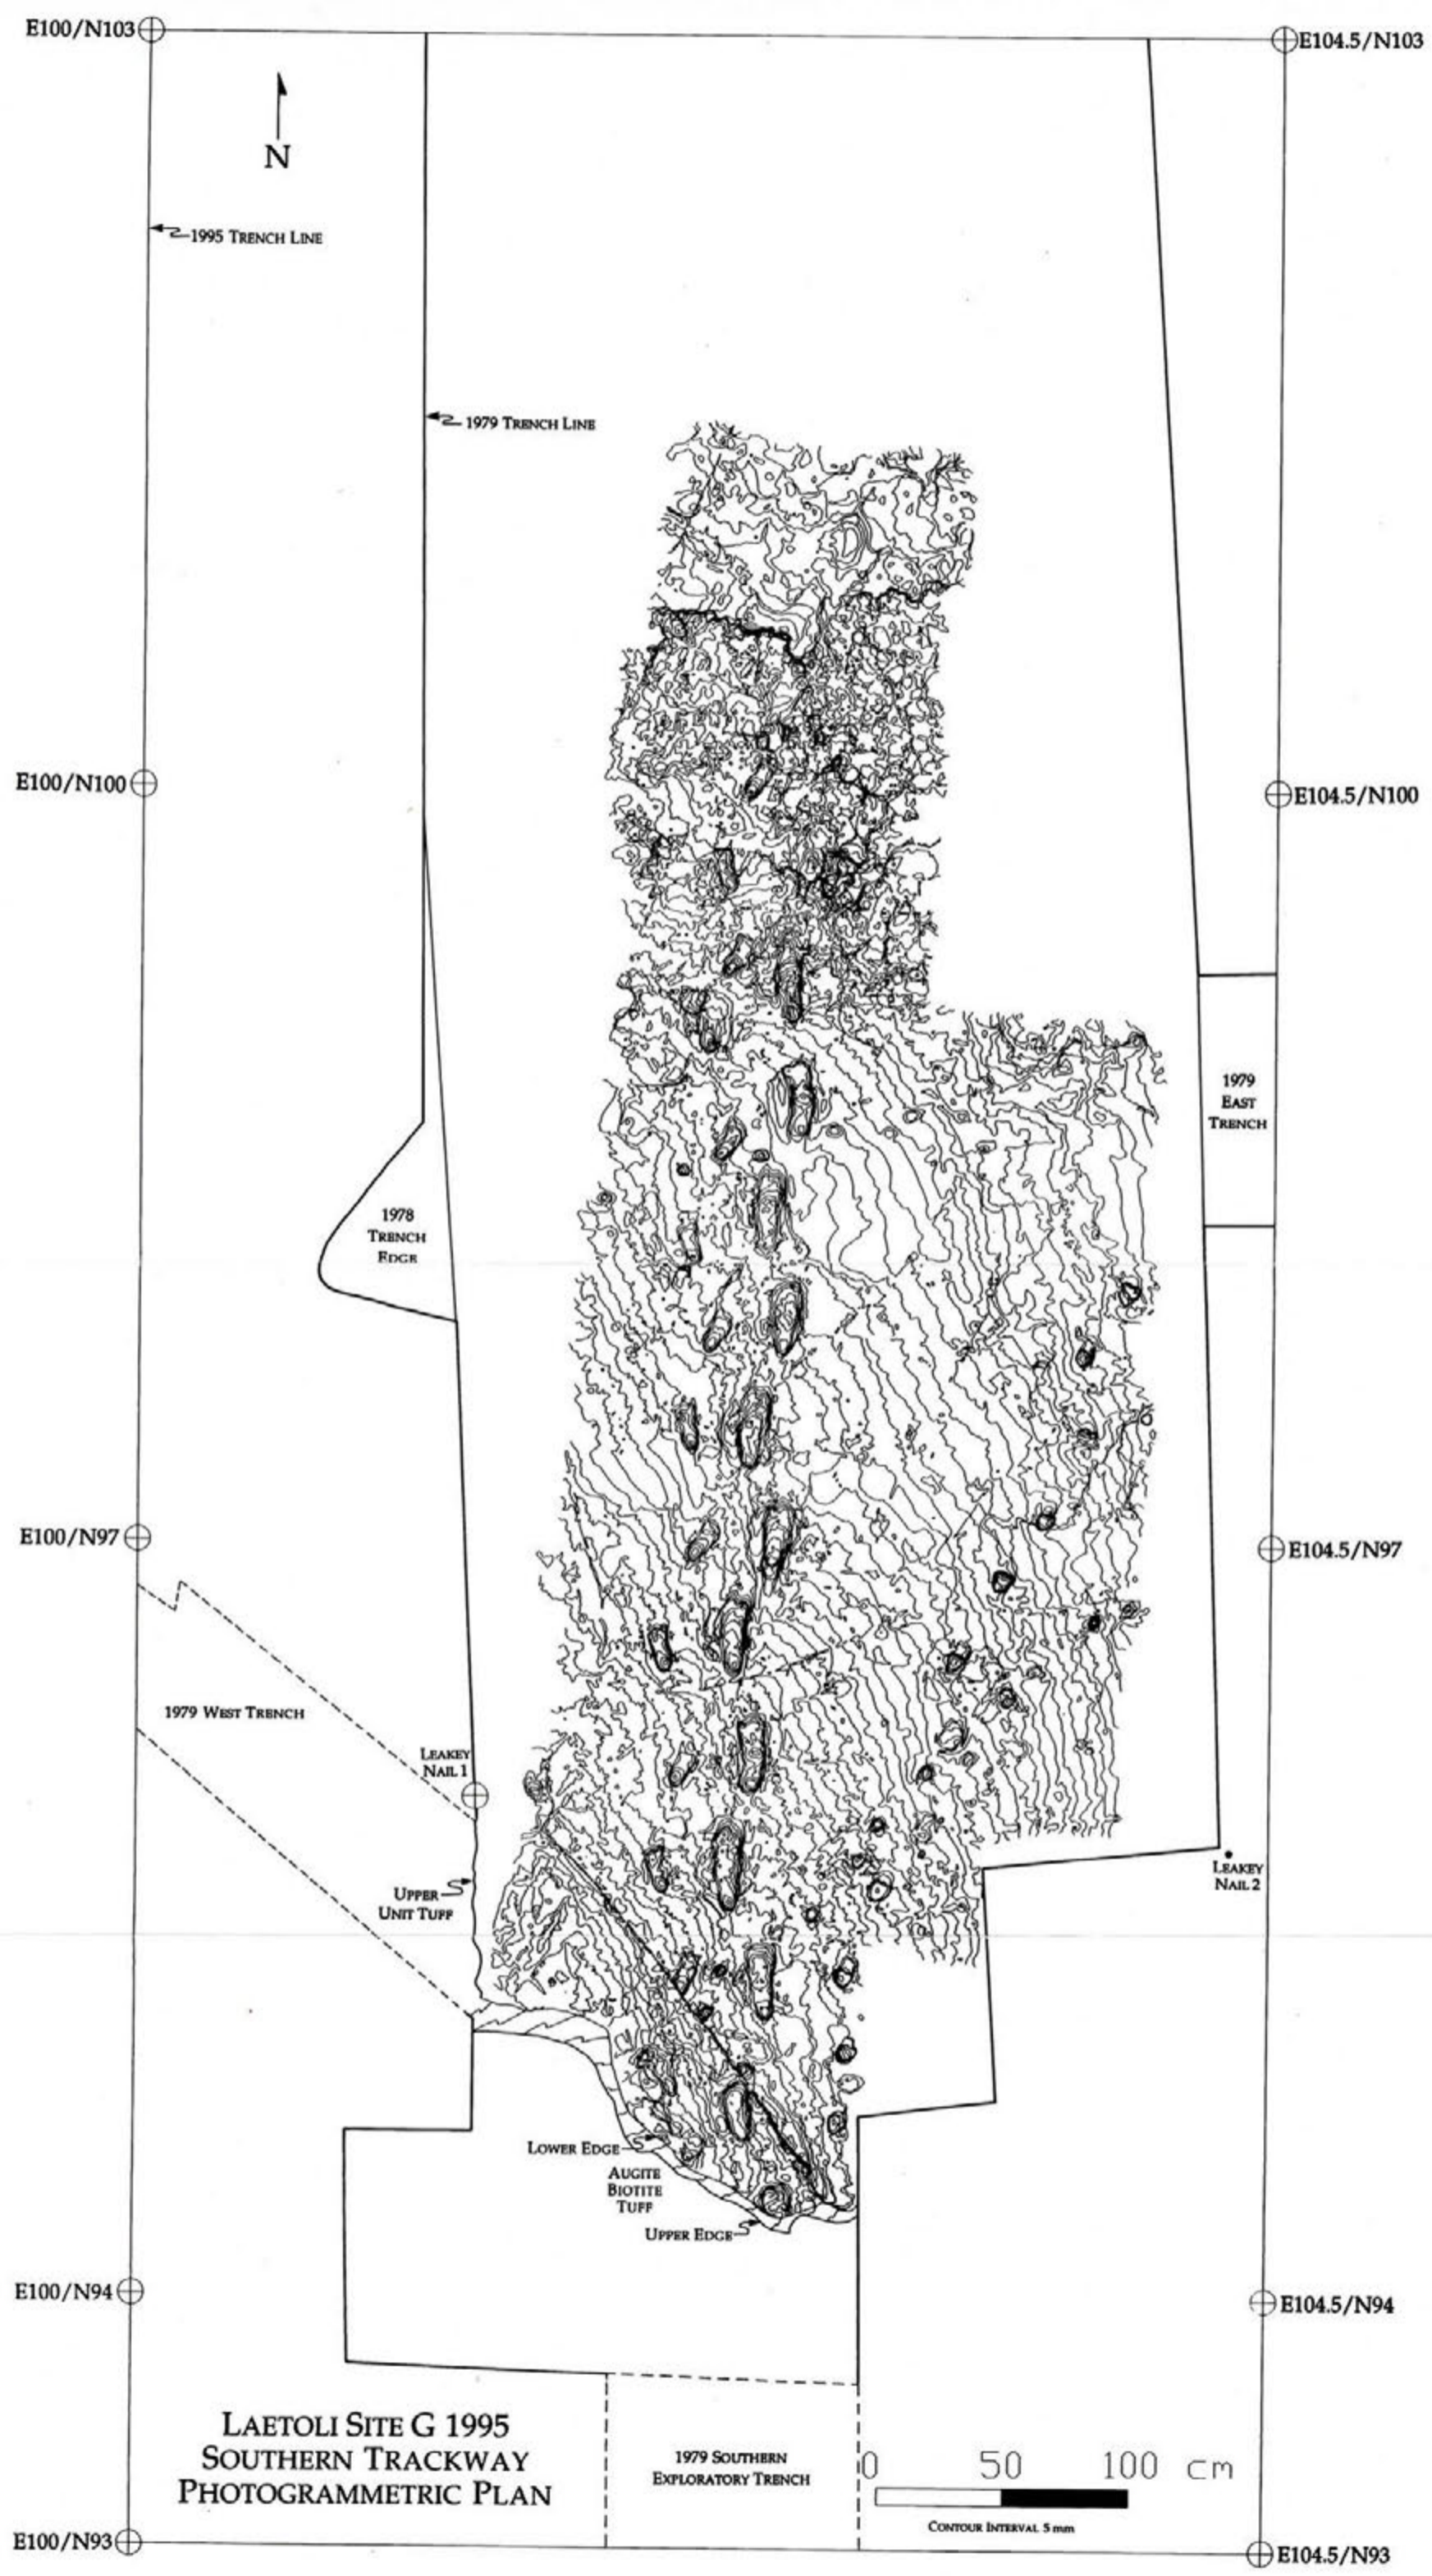 E100/N103
E104.5/N103
N
1995 TRENCH LINE
1979 TRENCH LINE
E100/N100
E104.5/N100
1979
EAST
TRENCH
1978
TRENCH
EDGE
E100/N97
E104.5/N97
1979 WEST TRENCH
LEAKEY
NAIL 1
LEAKEY
NAIL 2
UPPER
UNIT TUFF
LOWER EDGE
AUGITE
BIOTITE
TUFF
UPPER EDGE
E100/N94
E104.5/N94
LAETOLI SITE G 1995
SOUTHERN TRACKWAY
PHOTOGRAMMETRIC PLAN
1979 SOUTHERN
EXPLORATORY TRENCH
0 50 100 cm
CONTOUR INTERVAL 5 mm
E100/N93
E104.5/N93